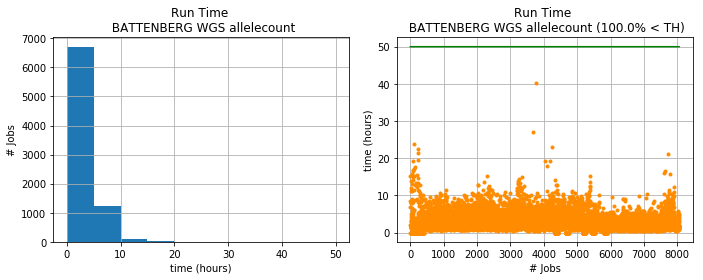 Run Time
BATTENBERG WGS allelecount
7000
6000
5000
4000
3000
2000
1000
0
# Jobs
0 10 20 30 40 50
time (hours)
Run Time
BATTENBERG WGS allelecount (100.0% < TH)
50
40
30
20
10
0
time (hours)
0 1000 2000 3000 4000 5000 6000 7000 8000
# Jobs